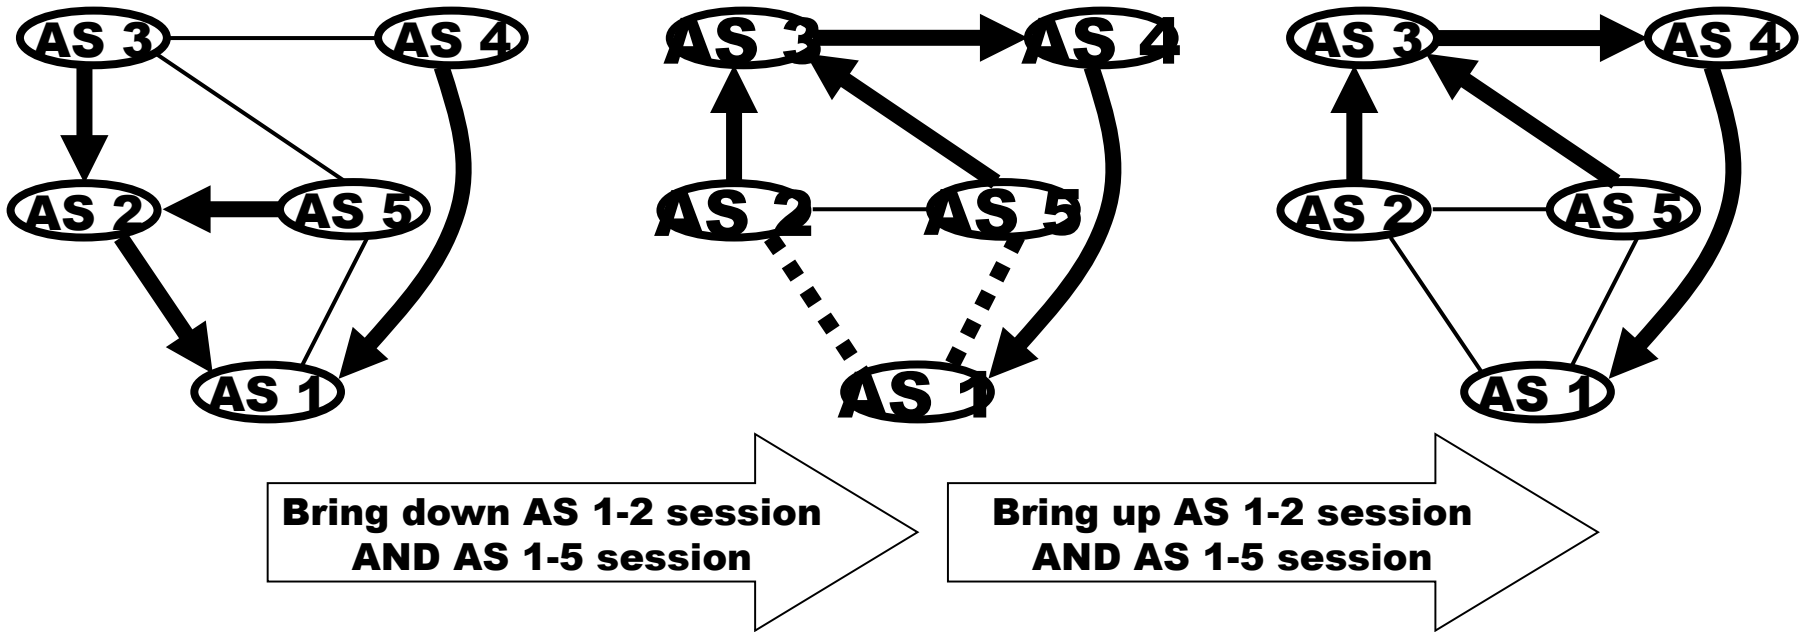 AS 3 AS 4 AS 3 AS 4 AS 3 AS 4
AS 2 AS 5 AS 2 AS 5 AS 2 AS 5
AS 1 AS 1 AS 1
Bring down AS 1-2 session
AND AS 1-5 session
Bring up AS 1-2 session
AND AS 1-5 session